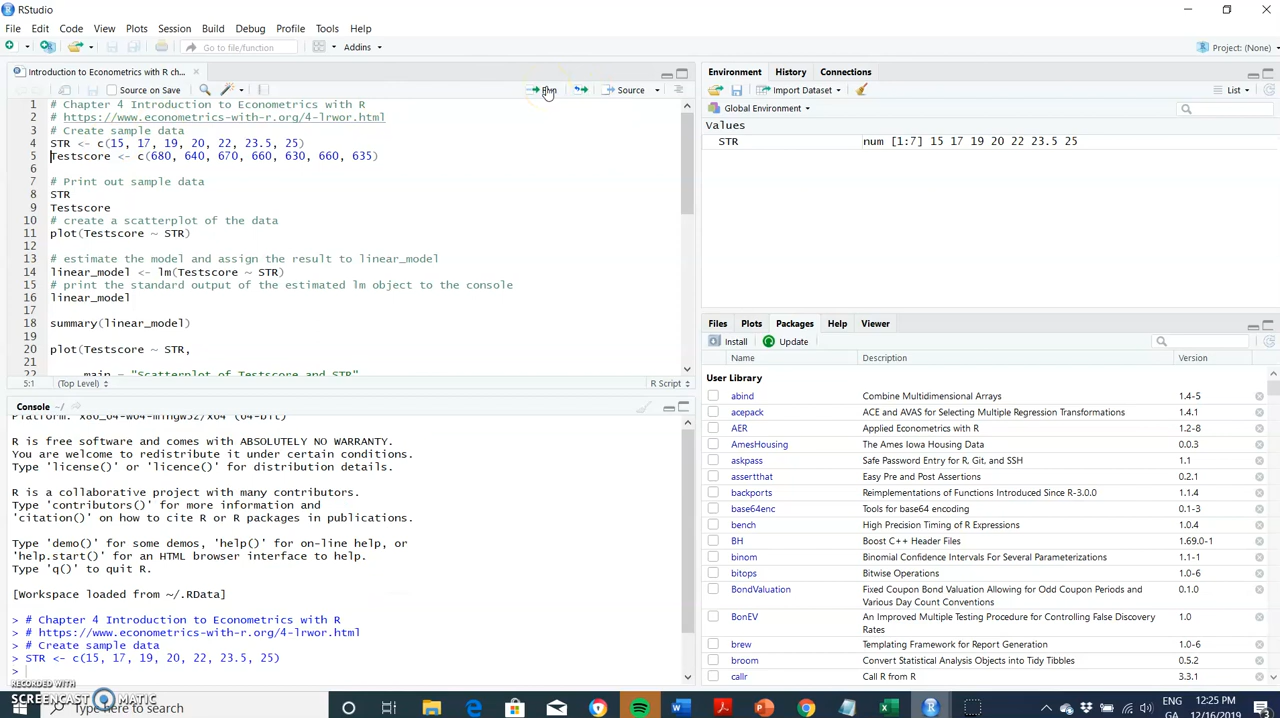 RStudio
File Edit Code View Plots Session Build Debug Profile Tools Help
Go to file/function Addins Project: (None)
Introduction to Econometrics with R ch...
Source on Save Run Source
1 # Chapter 4 Introduction to Econometrics with R
2 # https://www.econometrics-with-r.org/4-lrwor.html
3 # Create sample data
4 STR <- c(15, 17, 19, 20, 22, 23.5, 25)
5 Testscore <- c(680, 640, 670, 660, 630, 660, 635)
6
7 # Print out sample data
8 STR
9 Testscore
10 # create a scatterplot of the data
11 plot(Testscore ~ STR)
12
13 # estimate the model and assign the result to linear_model
14 linear_model <- lm(Testscore ~ STR)
15 # print the standard output of the estimated lm object to the console
16 linear_model
17
18 summary(linear_model)
19
20 plot(Testscore ~ STR,
22 main = "Scatterplot of Testscore and STR"
5:1 (Top Level) R Script
Console ~/
Platform: x86_64-w64-mingw32/x64 (64-bit)
R is free software and comes with ABSOLUTELY NO WARRANTY.
You are welcome to redistribute it under certain conditions.
Type 'license()' or 'licence()' for distribution details.
R is a collaborative project with many contributors.
Type 'contributors()' for more information and
'citation()' on how to cite R or R packages in publications.
Type 'demo()' for some demos, 'help()' for on-line help, or
'help.start()' for an HTML browser interface to help.
Type 'q()' to quit R.
[Workspace loaded from ~/.RData]
> # Chapter 4 Introduction to Econometrics with R
> # https://www.econometrics-with-r.org/4-lrwor.html
> # Create sample data
> STR <- c(15, 17, 19, 20, 22, 23.5, 25)
>
Environment History Connections
Import Dataset List
Global Environment
Values
STR num [1:7] 15 17 19 20 22 23.5 25
Files Plots Packages Help Viewer
Install Update
Name Description Version
User Library
abind Combine Multidimensional Arrays 1.4-5
acepack ACE and AVAS for Selecting Multiple Regression Transformations 1.4.1
AER Applied Econometrics with R 1.2-8
AmesHousing The Ames Iowa Housing Data 0.0.3
askpass Safe Password Entry for R, Git, and SSH 1.1
assertthat Easy Pre and Post Assertions 0.2.1
backports Reimplementations of Functions Introduced Since R-3.0.0 1.1.4
base64enc Tools for base64 encoding 0.1-3
bench High Precision Timing of R Expressions 1.0.4
BH Boost C++ Header Files 1.69.0-1
binom Binomial Confidence Intervals For Several Parameterizations 1.1-1
bitops Bitwise Operations 1.0-6
BondValuation Fixed Coupon Bond Valuation Allowing for Odd Coupon Periods and 0.1.0
Various Day Count Conventions
BonEV An Improved Multiple Testing Procedure for Controlling False Discovery 1.0
Rates
brew Templating Framework for Report Generation 1.0-6
broom Convert Statistical Analysis Objects into Tidy Tibbles 0.5.2
callr Call R from R 3.3.1
RECORDED WITH
SCREENCAST MATIC
Type here to search
ENG 12:25 PM
GA 12/16/2019